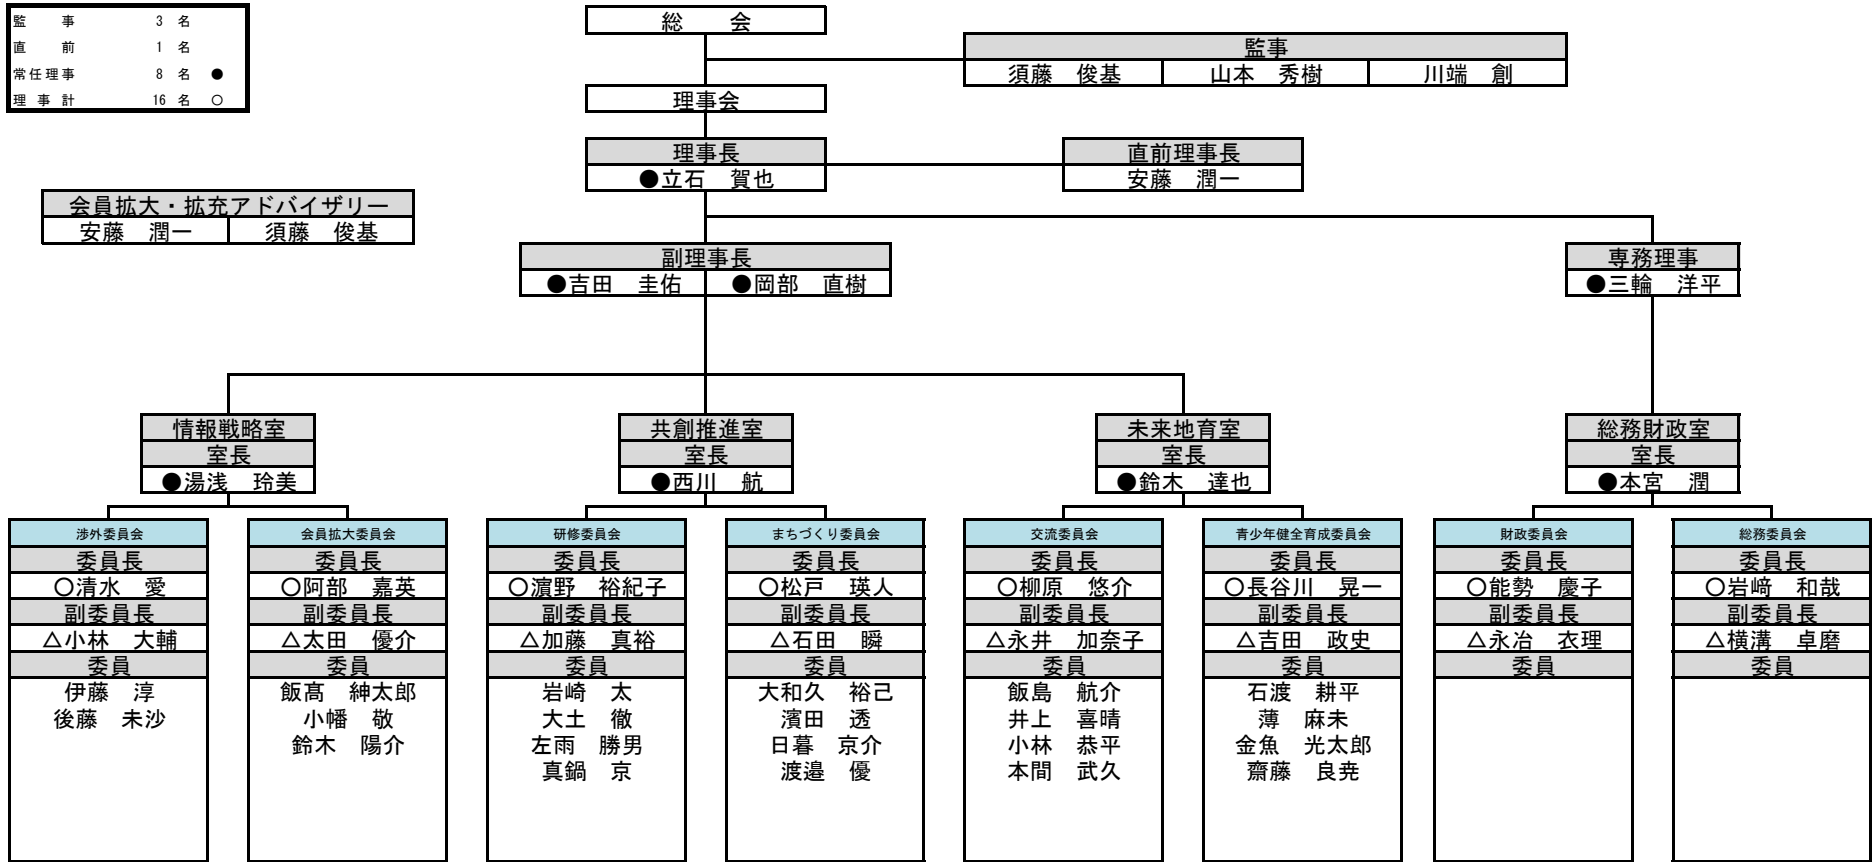 監　事　3 名
直　前　1 名
常任理事　8 名　●
理 事 計　16 名　○
総　会
監事
須藤　俊基　山本　秀樹　川端　創
理事会
理事長
●立石　賀也
直前理事長
安藤　潤一
会員拡大・拡充アドバイザリー
安藤　潤一　須藤　俊基
副理事長
●吉田　圭佑　●岡部　直樹
専務理事
●三輪　洋平
情報戦略室
室長
●湯浅　玲美
共創推進室
室長
●西川　航
未来地育室
室長
●鈴木　達也
総務財政室
室長
●本宮　潤
渉外委員会
委員長
○清水　愛
副委員長
△小林　大輔
委員
伊藤　淳
後藤　未沙
会員拡大委員会
委員長
○阿部　嘉英
副委員長
△太田　優介
委員
飯髙　紳太郎
小幡　敬
鈴木　陽介
研修委員会
委員長
○濵野　裕紀子
副委員長
△加藤　真裕
委員
岩崎　太
大土　徹
左雨　勝男
真鍋　京
まちづくり委員会
委員長
○松戸　瑛人
副委員長
△石田　瞬
委員
大和久　裕己
濱田　透
日暮　京介
渡邉　優
交流委員会
委員長
○柳原　悠介
副委員長
△永井　加奈子
委員
飯島　航介
井上　喜晴
小林　恭平
本間　武久
青少年健全育成委員会
委員長
○長谷川　晃一
副委員長
△吉田　政史
委員
石渡　耕平
薄　麻未
金魚　光太郎
齋藤　良尭
財政委員会
委員長
○能勢　慶子
副委員長
△永冶　衣理
委員
総務委員会
委員長
○岩﨑　和哉
副委員長
△横溝　卓磨
委員